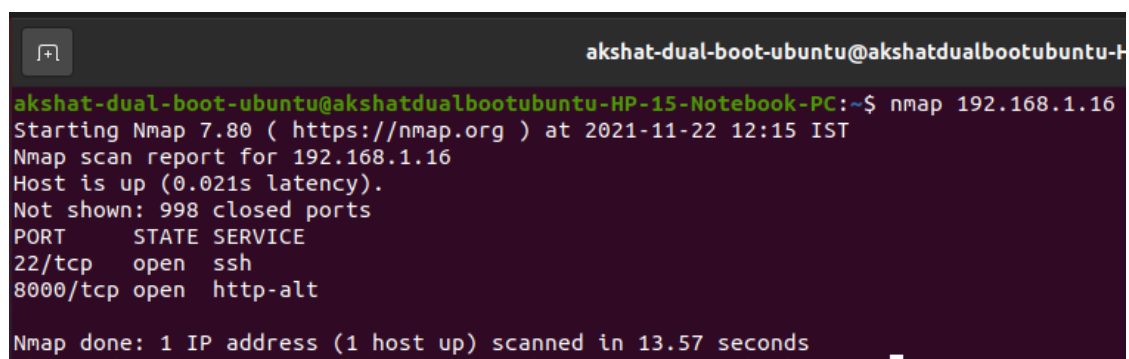 akshat-dual-boot-ubuntu@akshatdualbootubuntu-H
akshat-dual-boot-ubuntu@akshatdualbootubuntu-HP-15-Notebook-PC:~$ nmap 192.168.1.16
Starting Nmap 7.80 ( https://nmap.org ) at 2021-11-22 12:15 IST
Nmap scan report for 192.168.1.16
Host is up (0.021s latency).
Not shown: 998 closed ports
PORT     STATE SERVICE
22/tcp   open  ssh
8000/tcp open  http-alt
Nmap done: 1 IP address (1 host up) scanned in 13.57 seconds